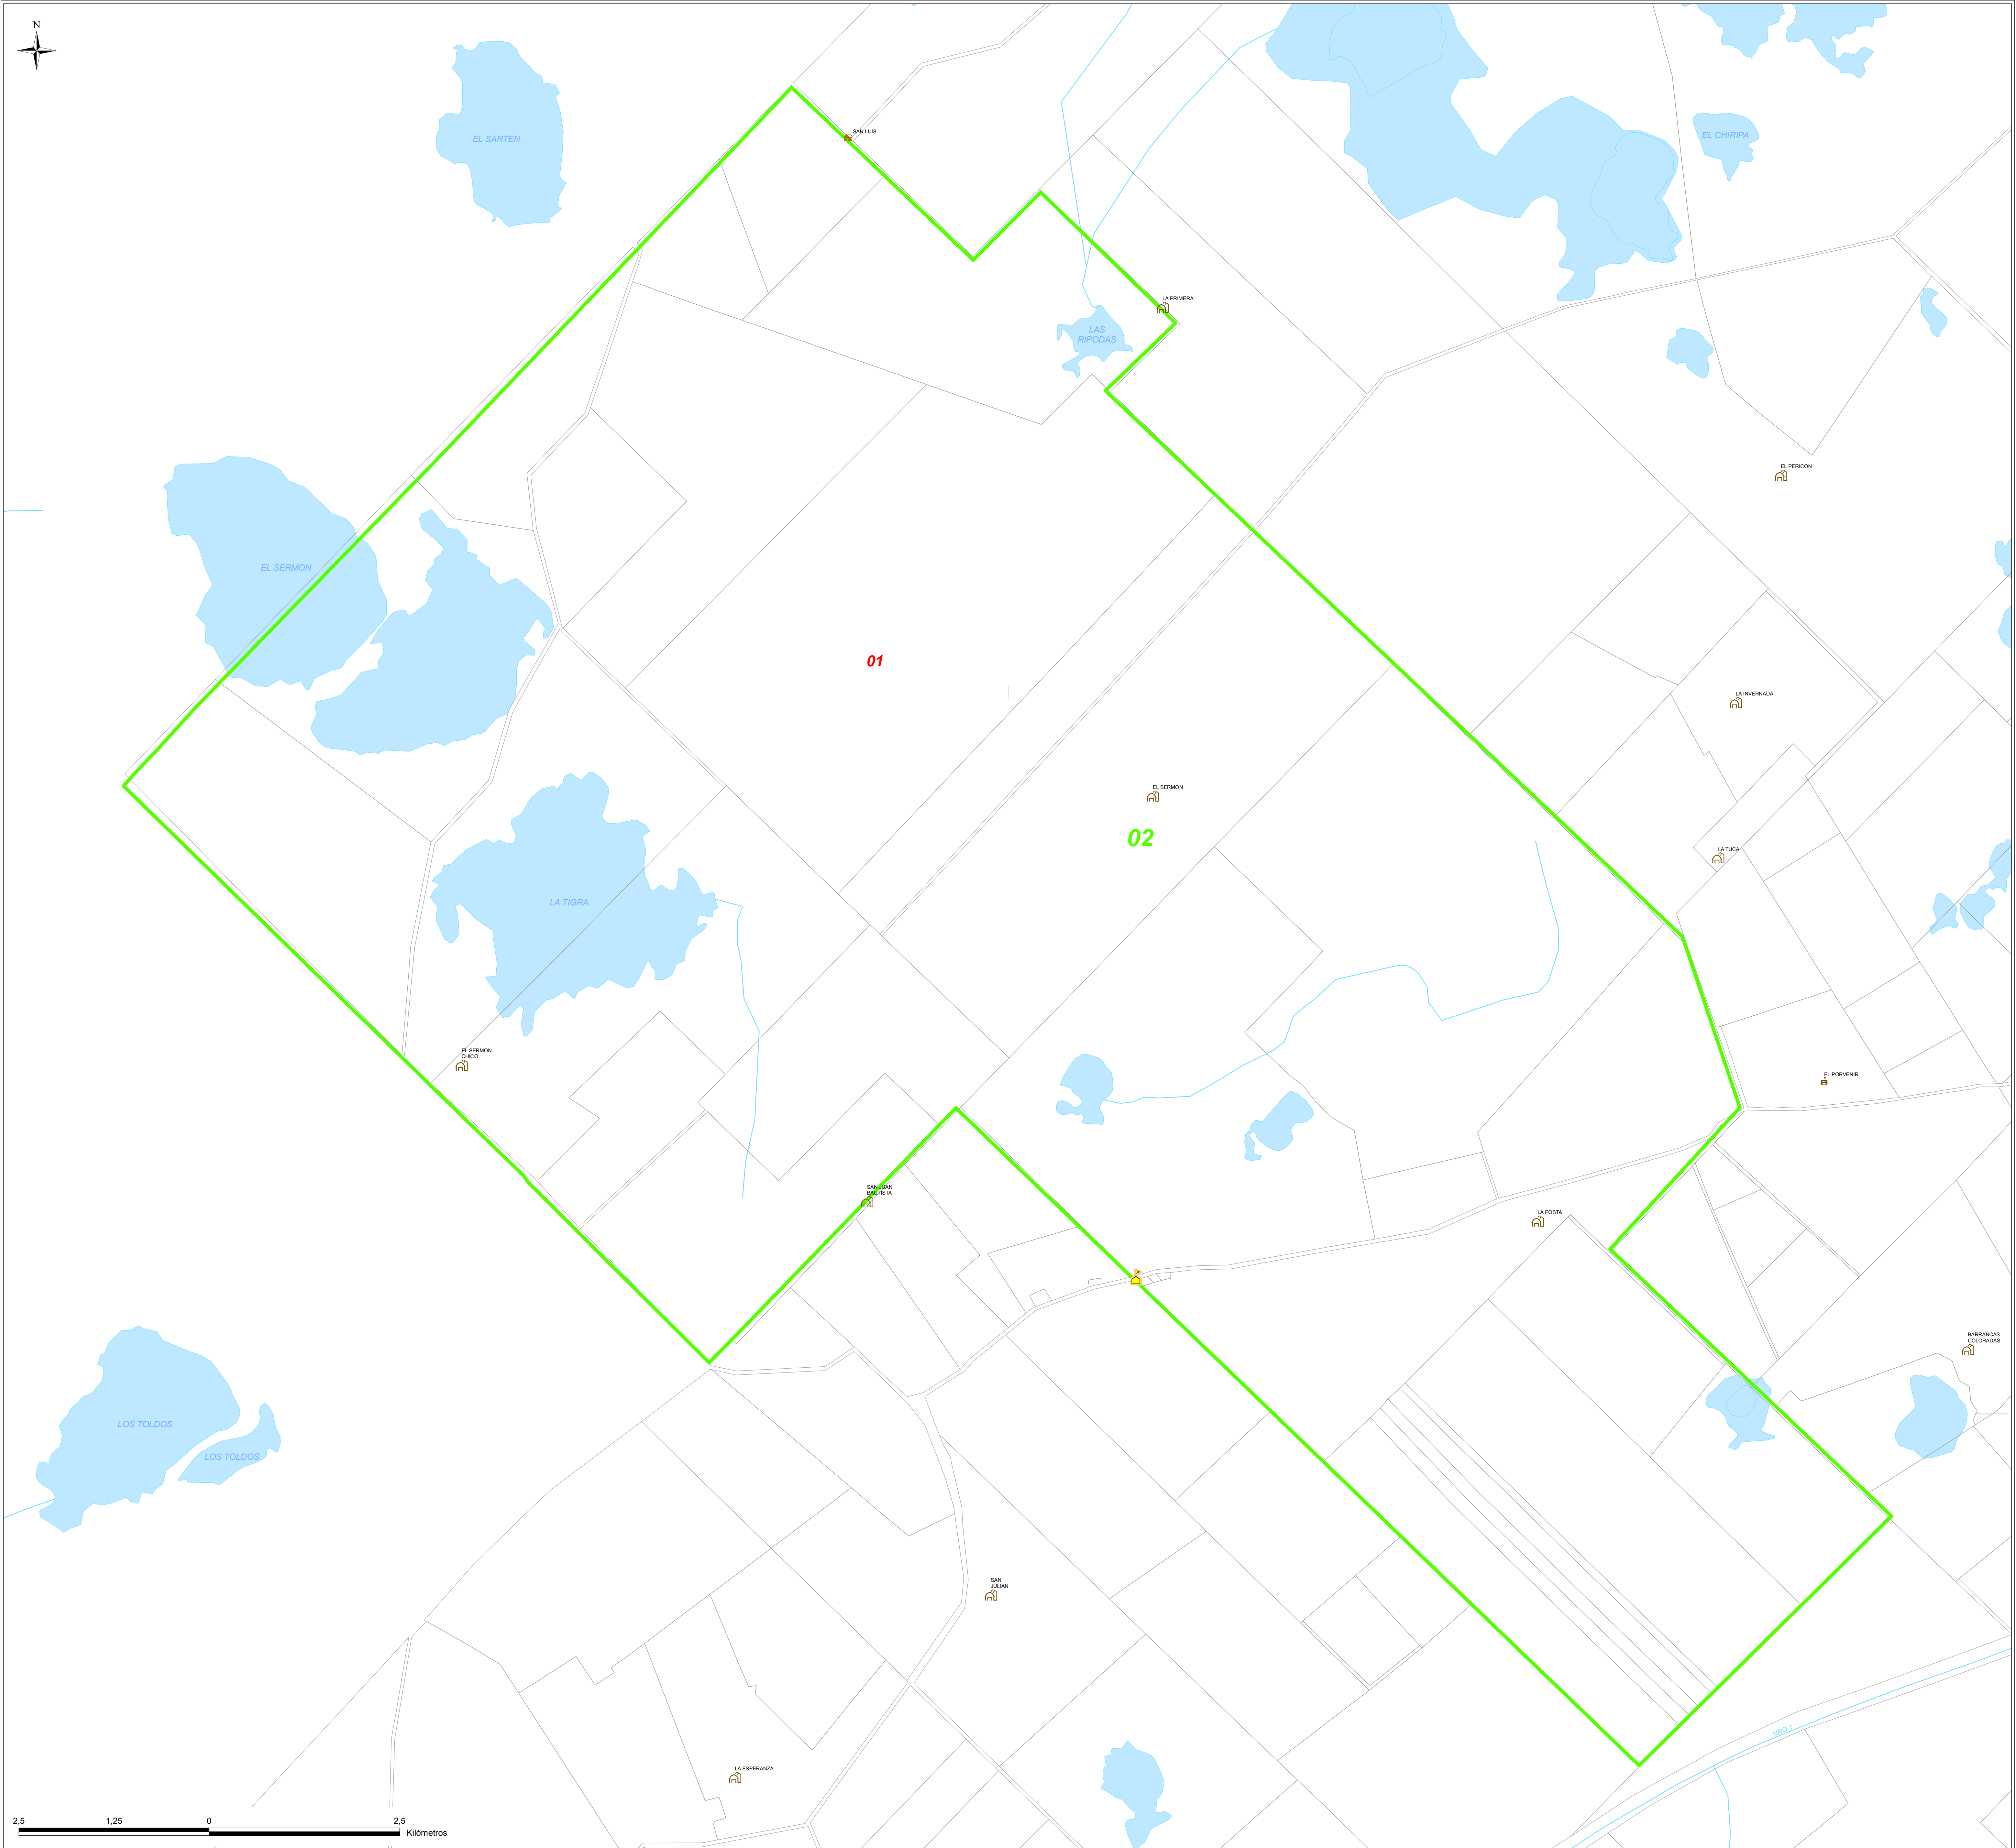 N
SAN LUIS
EL SARTEN
EL CHIRIPA
LA PRIMERA
LAS
RIPODAS
EL PERICON
EL SERMON
01
LA INVERNADA
EL SERMON
02
LA TUCA
LA TIGRA
EL SERMON
CHICO
EL PORVENIR
SAN JUAN
BAUTISTA
LA POSTA
BARRANCAS
COLORADAS
LOS TOLDOS
LOS TOLDOS
SAN
JULIAN
NRO 1
LA ESPERANZA
2,5 1,25 0 2,5
Kilómetros